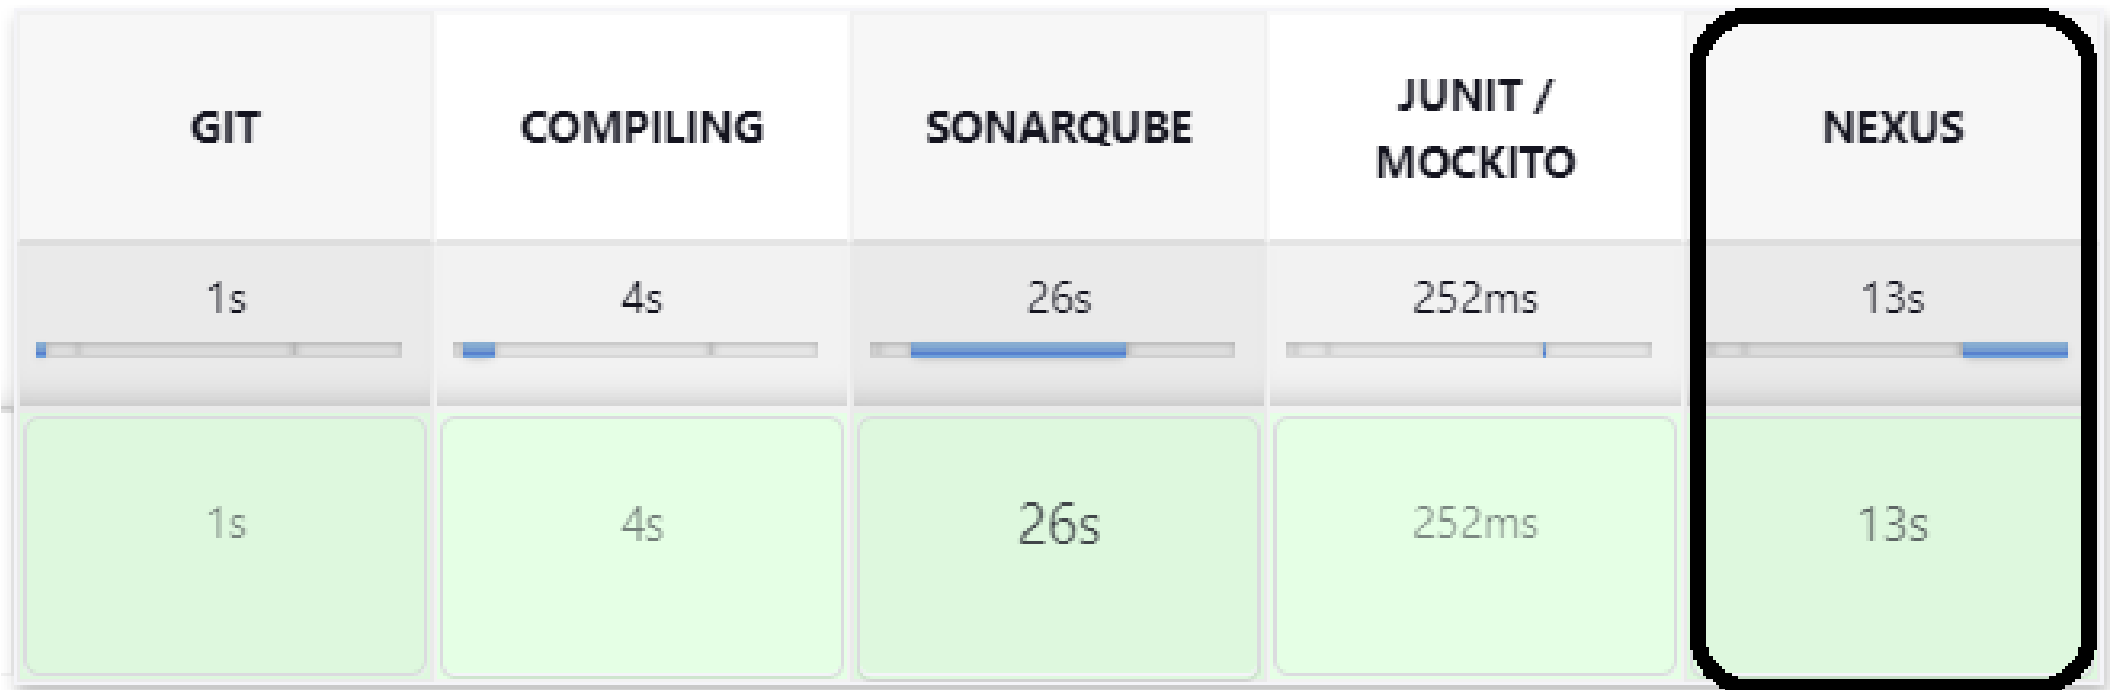 GIT
COMPILING
SONARQUBE
JUNIT /
MOCKITO
NEXUS
1s
4s
26s
252ms
13s
1s
4s
26s
252ms
13s